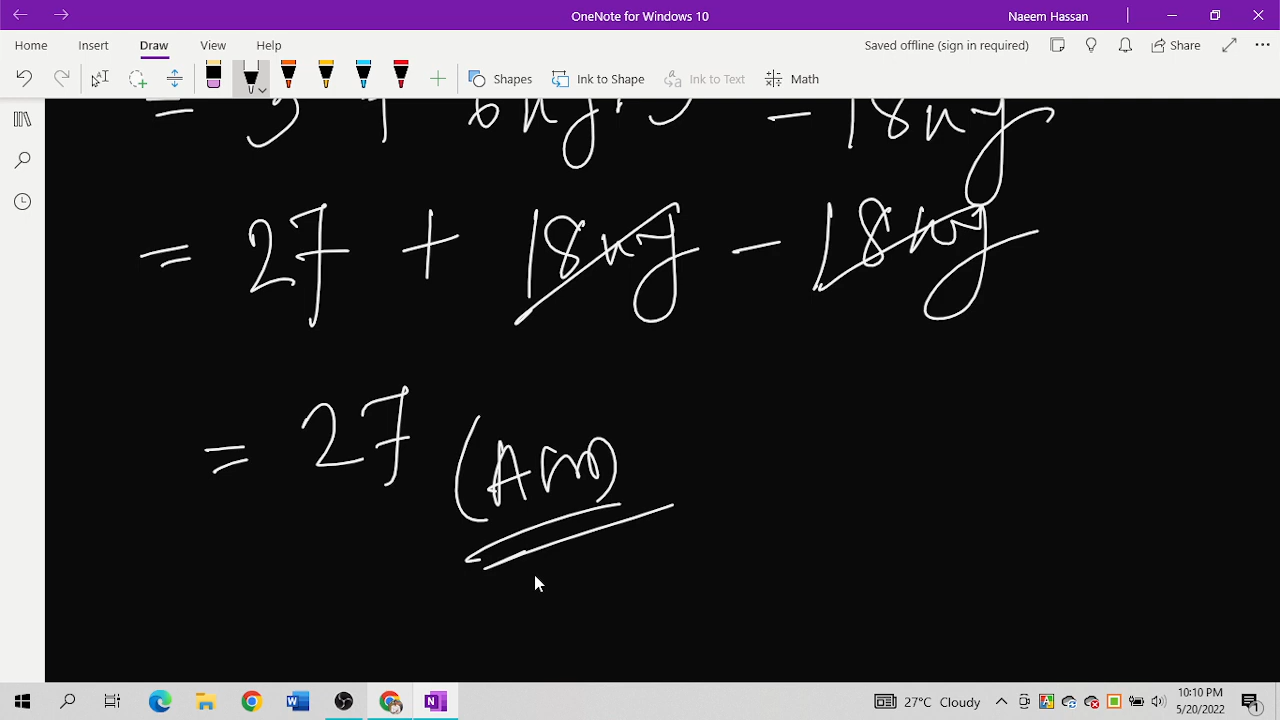 OneNote for Windows 10
Naeem Hassan
Home Insert Draw View Help
Saved offline (sign in required) Share
Shapes Ink to Shape Ink to Text Math
- 18xy
= 27 + 18xy - 18xy
= 27 (Ans)
27°C Cloudy
10:10 PM
5/20/2022